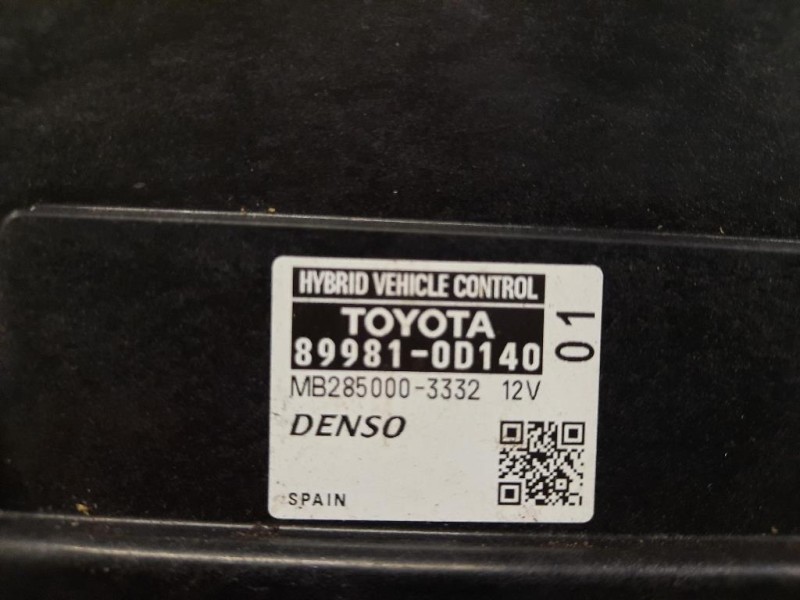 HYBRID VEHICLE CONTROL
TOYOTA
89981-0D140
01
MB285000-3332 12V
DENSO
SPAIN